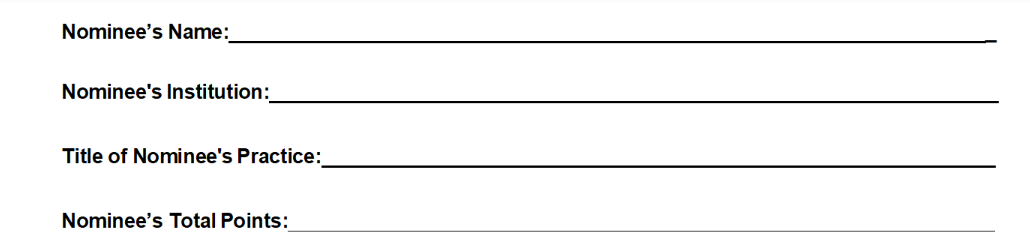 Nominee’s Name:
Nominee's Institution:
Title of Nominee's Practice:
Nominee’s Total Points: